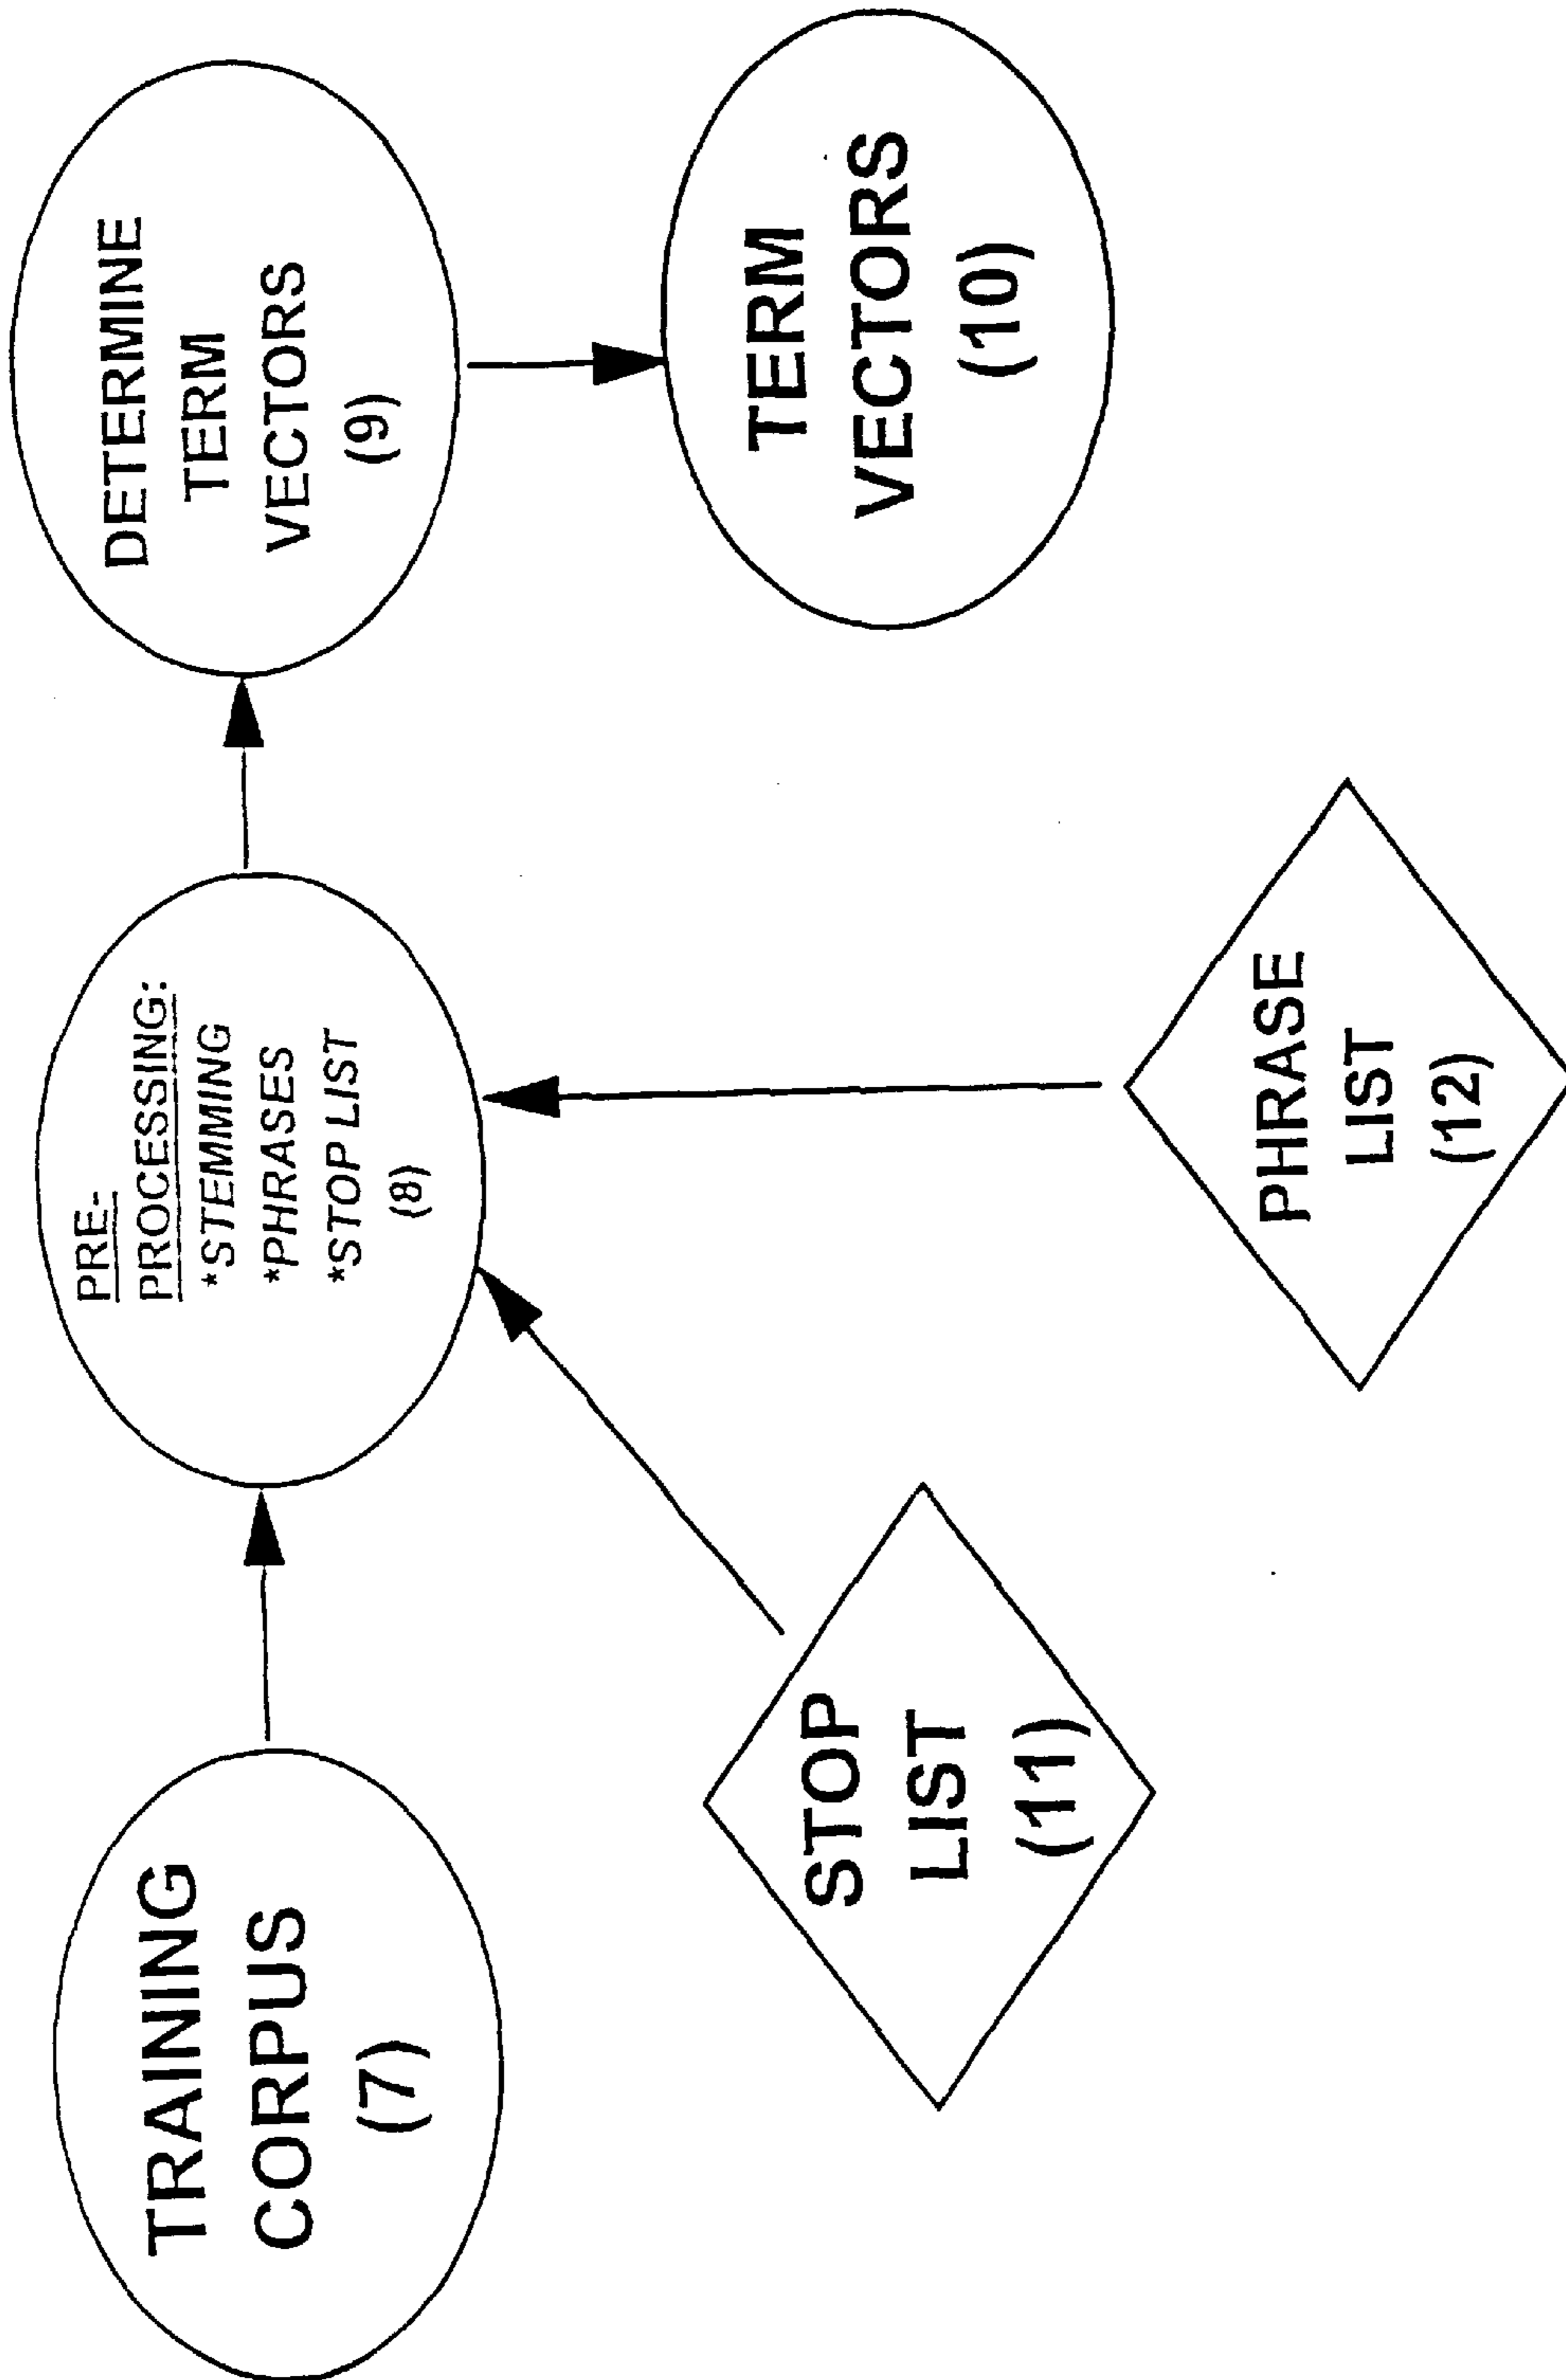 TRAINING
CORPUS
(7)
PRE-
PROCESSING:
*STEMMING
*PHRASES
*STOP LIST
(8)
DETERMINE
TERM
VECTORS
(9)
TERM
VECTORS
(10)
STOP
LIST
(11)
PHRASE
LIST
(12)